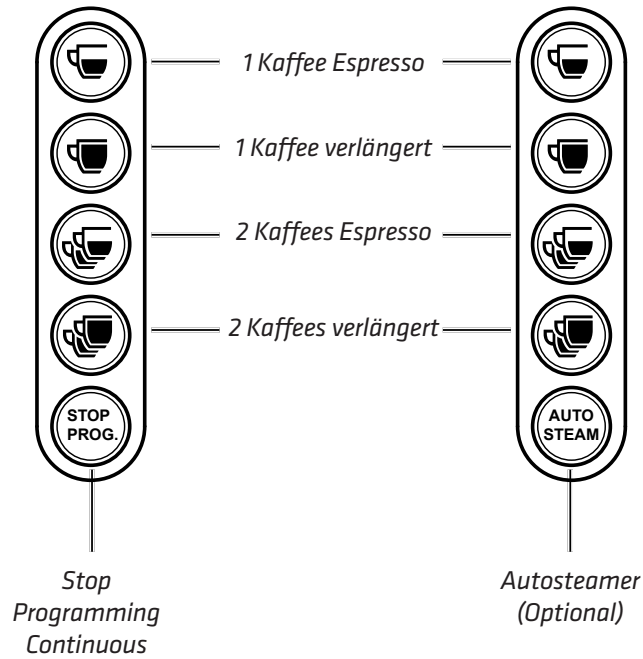 1 Kaffee Espresso
1 Kaffee verlängert
2 Kaffees Espresso
2 Kaffees verlängert
STOP
PROG.
AUTO
STEAM
Stop
Programming
Continuous
Autosteamer
(Optional)